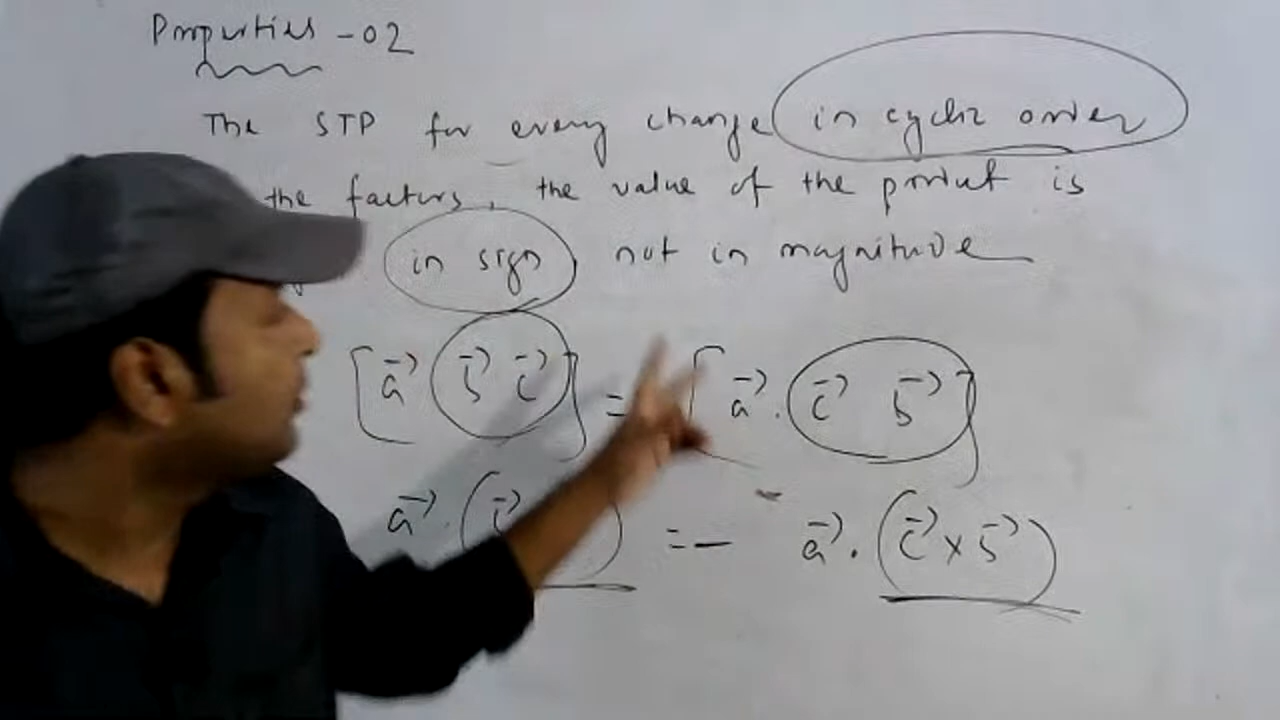 Properties - 02
The STP for every change in cyclic order
the factors, the value of the product is
in sign not in magnitude
[a⃗ b⃗ c⃗] = [a⃗ . c⃗ b⃗]
a⃗ . ( = - a⃗ . (c⃗ × b⃗)